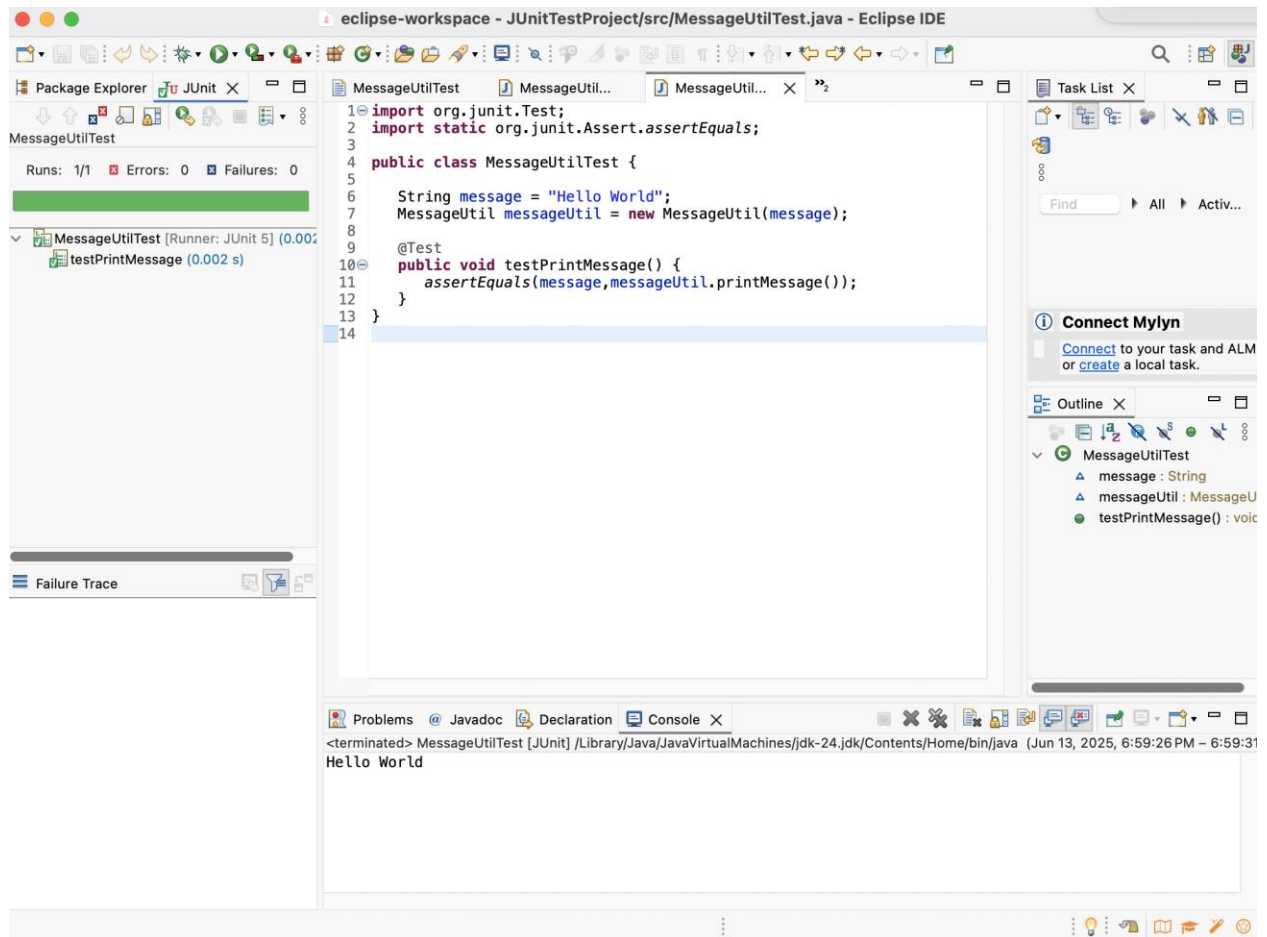 eclipse-workspace - JUnitTestProject/src/MessageUtilTest.java - Eclipse IDE
Package Explorer JUnit
MessageUtilTest
Runs: 1/1 Errors: 0 Failures: 0
MessageUtilTest [Runner: JUnit 5] (0.002
testPrintMessage (0.002 s)
Failure Trace
MessageUtilTest MessageUtil... MessageUtil... »2
1 import org.junit.Test;
2 import static org.junit.Assert.assertEquals;
3
4 public class MessageUtilTest {
5
6 String message = "Hello World";
7 MessageUtil messageUtil = new MessageUtil(message);
8
9 @Test
10 public void testPrintMessage() {
11 assertEquals(message,messageUtil.printMessage());
12 }
13 }
14
Task List
Find All Activ...
Connect Mylyn
Connect to your task and ALM
or create a local task.
Outline
MessageUtilTest
message : String
messageUtil : MessageU
testPrintMessage() : voic
Problems @ Javadoc Declaration Console
<terminated> MessageUtilTest [JUnit] /Library/Java/JavaVirtualMachines/jdk-24.jdk/Contents/Home/bin/java (Jun 13, 2025, 6:59:26 PM – 6:59:31
Hello World